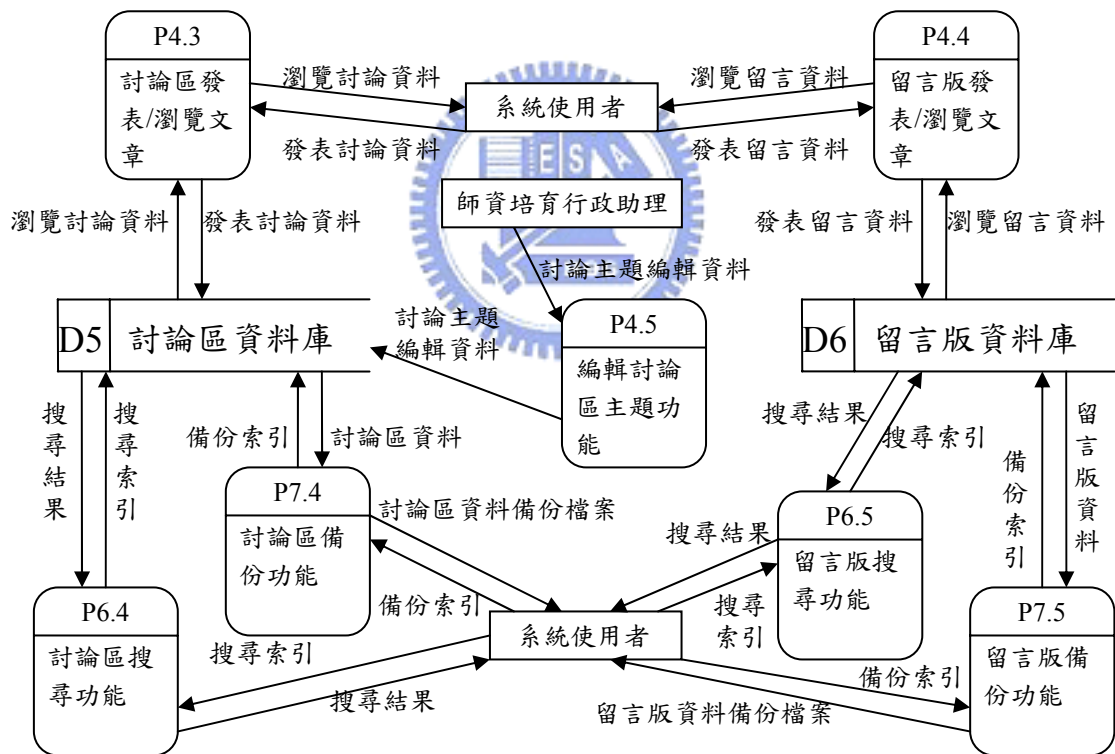 P4.3
討論區發
表/瀏覽文
章
瀏覽討論資料
發表討論資料
系統使用者
瀏覽留言資料
發表留言資料
P4.4
留言版發
表/瀏覽文
章
ESA
師資培育行政助理
瀏覽討論資料
發表討論資料
討論主題編輯資料
發表留言資料
瀏覽留言資料
D5
討論區資料庫
討論主題
編輯資料
P4.5
編輯討論
區主題功
能
D6
留言版資料庫
搜尋結果
搜尋索引
備份索引
討論區資料
搜尋結果
搜尋索引
備份索引
留言版資料
P7.4
討論區備
份功能
討論區資料備份檔案
備份索引
搜尋結果
搜尋
索引
P6.5
留言版搜
尋功能
P6.4
討論區搜
尋功能
搜尋索引
搜尋結果
系統使用者
備份索引
留言版資料備份檔案
P7.5
留言版備
份功能